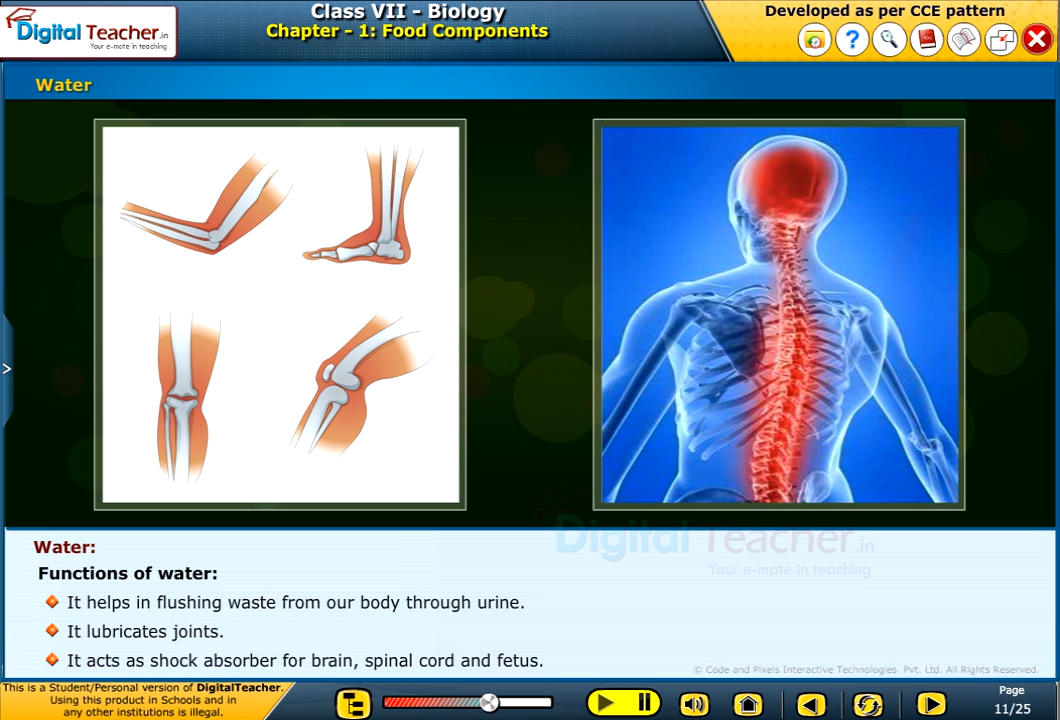 Digital Teacher.in
Your e-mate in teaching
Class VII - Biology
Chapter - 1: Food Components
Developed as per CCE pattern
?
Water
>
Water:
Functions of water:
It helps in flushing waste from our body through urine.
It lubricates joints.
It acts as shock absorber for brain, spinal cord and fetus.
Digital Teacher.in
Your e-mate in teaching
© Code and Pixels Interactive Technologies Pvt. Ltd. All Rights Reserved.
This is a Student/Personal version of DigitalTeacher.
Using this product in Schools and in
any other institutions is illegal.
Page
11/25